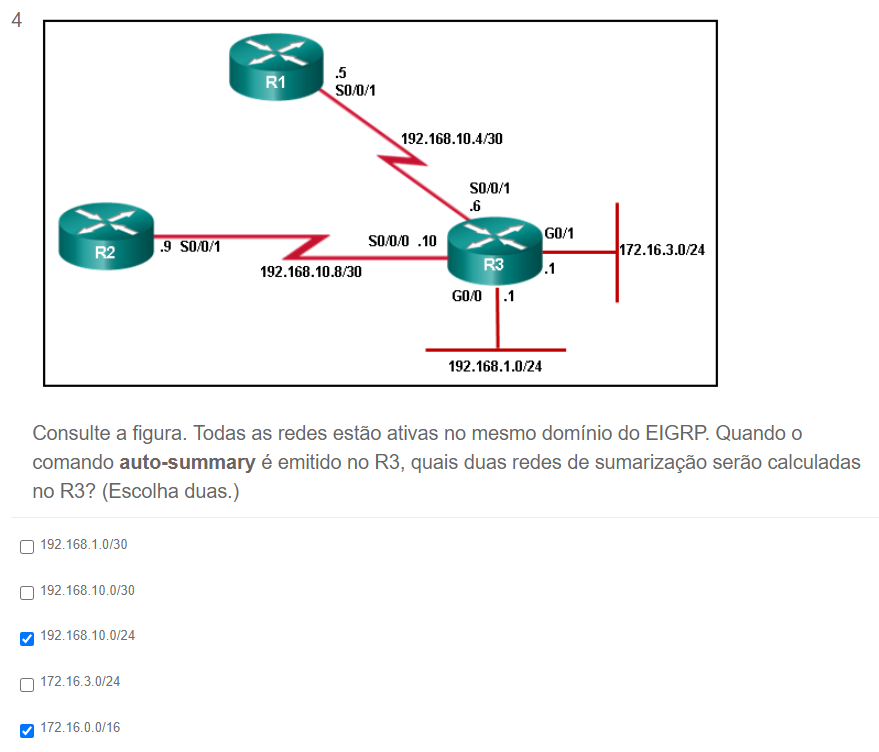 4
R1
.5
S0/0/1
192.168.10.4/30
S0/0/1
.6
R2
.9 S0/0/1
192.168.10.8/30
S0/0/0 .10
R3
G0/1
.1
172.16.3.0/24
G0/0 .1
192.168.1.0/24
Consulte a figura. Todas as redes estão ativas no mesmo domínio do EIGRP. Quando o
comando auto-summary é emitido no R3, quais duas redes de sumarização serão calculadas
no R3? (Escolha duas.)
192.168.1.0/30
192.168.10.0/30
192.168.10.0/24
172.16.3.0/24
172.16.0.0/16